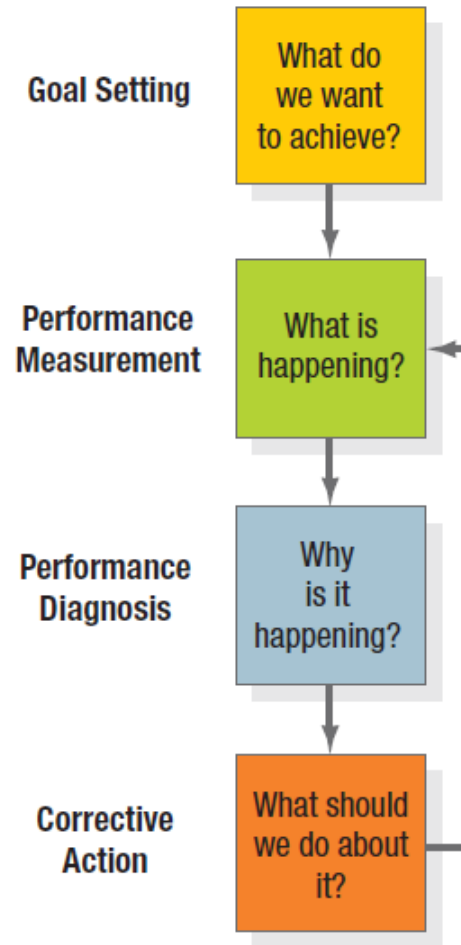 Goal Setting
What do
we want
to achieve?
Performance
Measurement
What is
happening?
Performance
Diagnosis
Why
is it
happening?
Corrective
Action
What should
we do about
it?